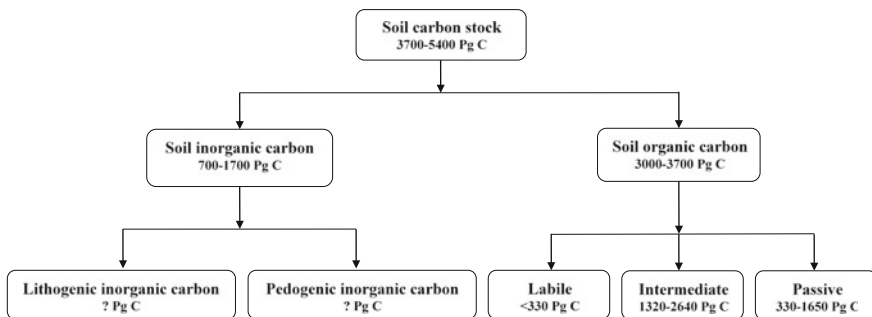 Soil carbon stock
3700-5400 Pg C
Soil inorganic carbon
700-1700 Pg C
Soil organic carbon
3000-3700 Pg C
Lithogenic inorganic carbon
? Pg C
Pedogenic inorganic carbon
? Pg C
Labile
<330 Pg C
Intermediate
1320-2640 Pg C
Passive
330-1650 Pg C